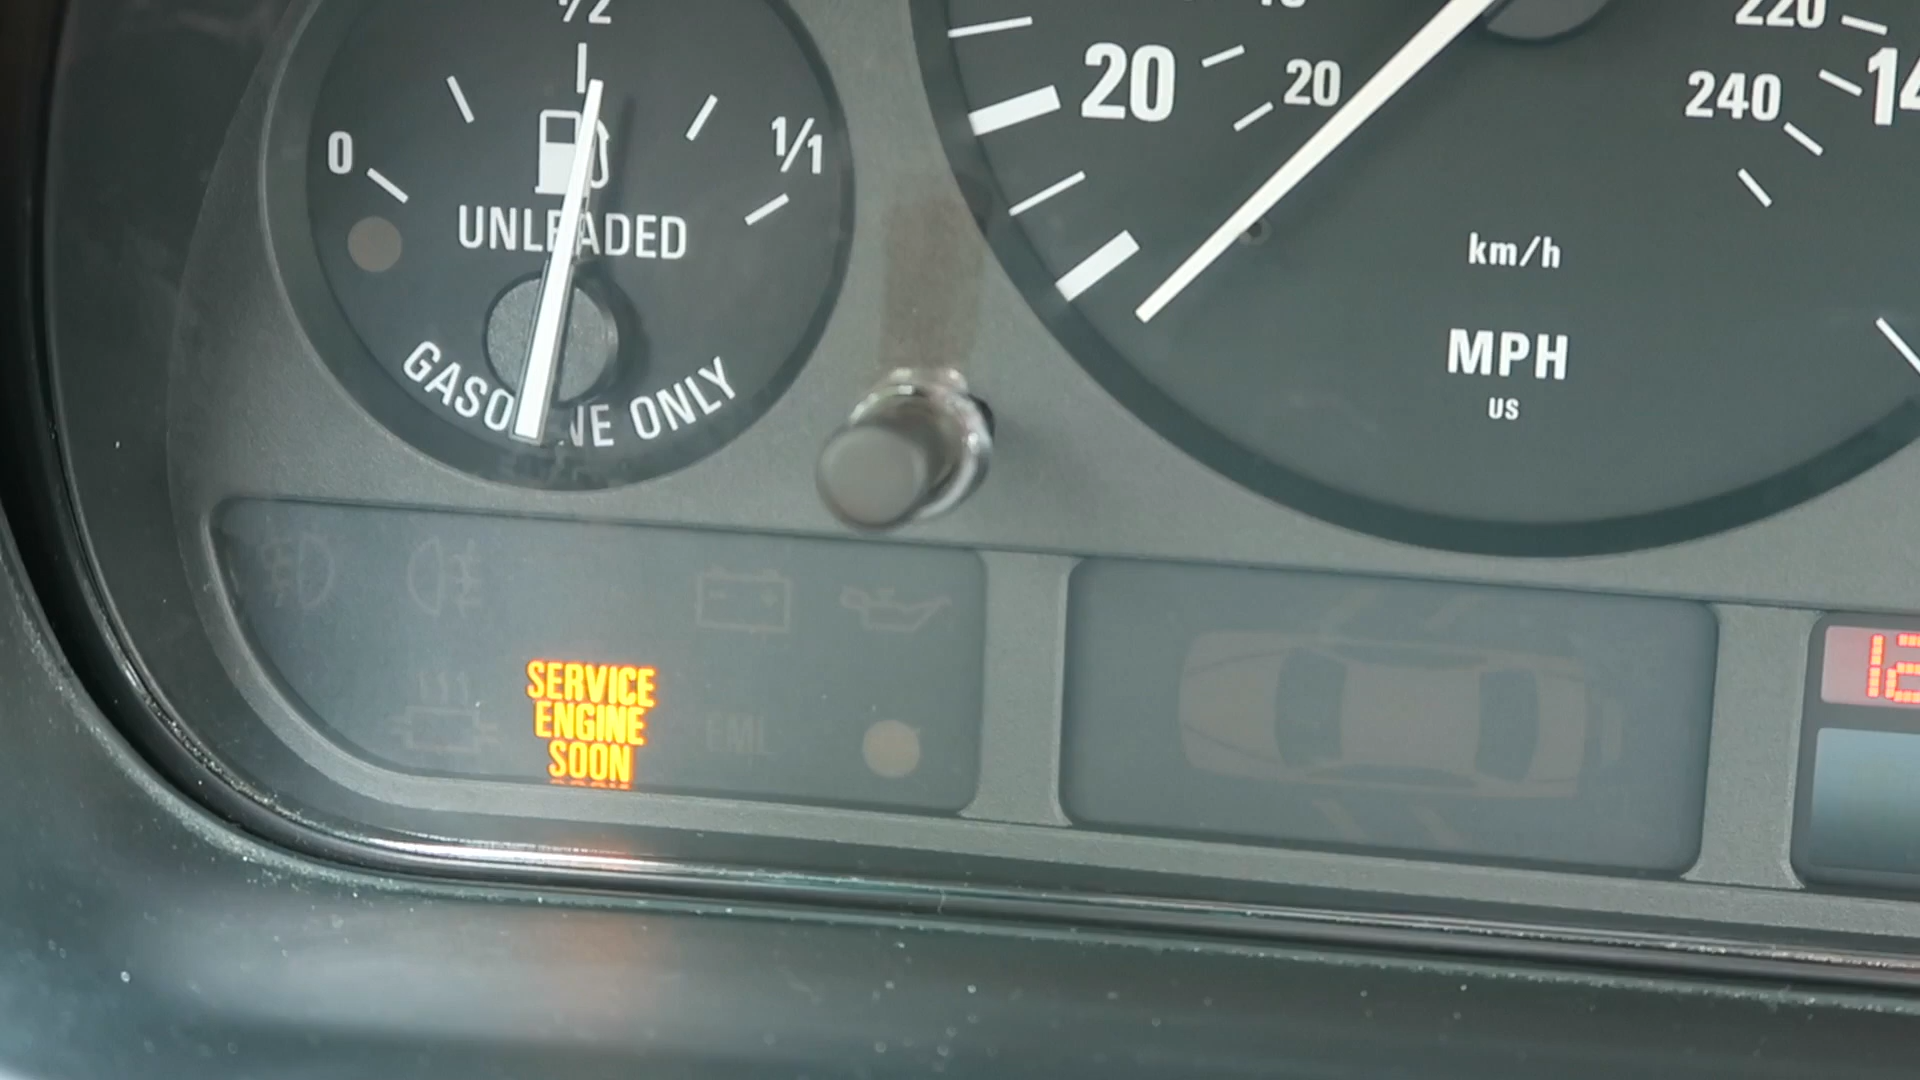 1/2
0
1/1
UNLEADED
GASOLINE ONLY
20
20
220
240
km/h
MPH
US
SERVICE
ENGINE
SOON
EML